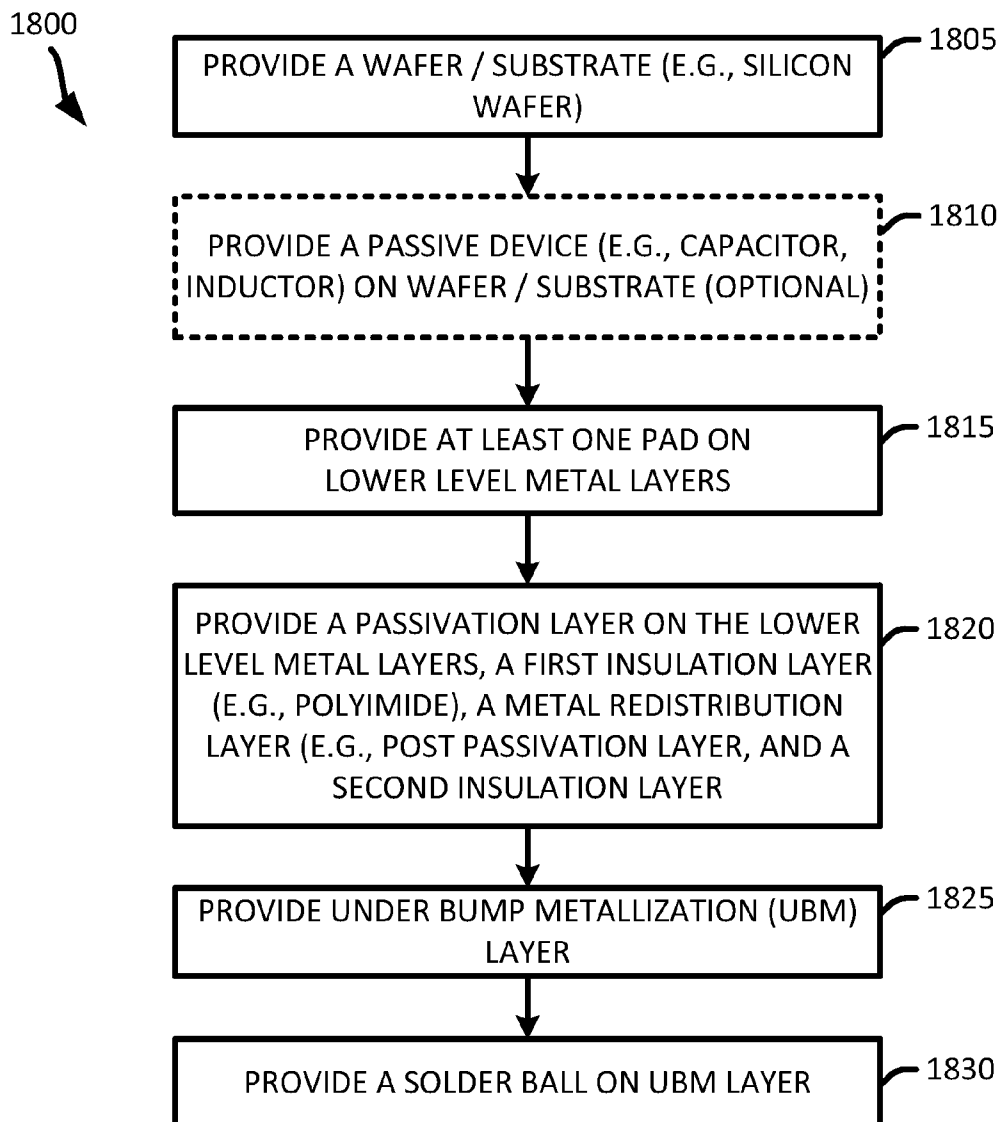 1800
1805
PROVIDE A WAFER / SUBSTRATE (E.G., SILICON
WAFER)
1810
PROVIDE A PASSIVE DEVICE (E.G., CAPACITOR,
INDUCTOR) ON WAFER / SUBSTRATE (OPTIONAL)
1815
PROVIDE AT LEAST ONE PAD ON
LOWER LEVEL METAL LAYERS
1820
PROVIDE A PASSIVATION LAYER ON THE LOWER
LEVEL METAL LAYERS, A FIRST INSULATION LAYER
(E.G., POLYIMIDE), A METAL REDISTRIBUTION
LAYER (E.G., POST PASSIVATION LAYER, AND A
SECOND INSULATION LAYER
1825
PROVIDE UNDER BUMP METALLIZATION (UBM)
LAYER
1830
PROVIDE A SOLDER BALL ON UBM LAYER